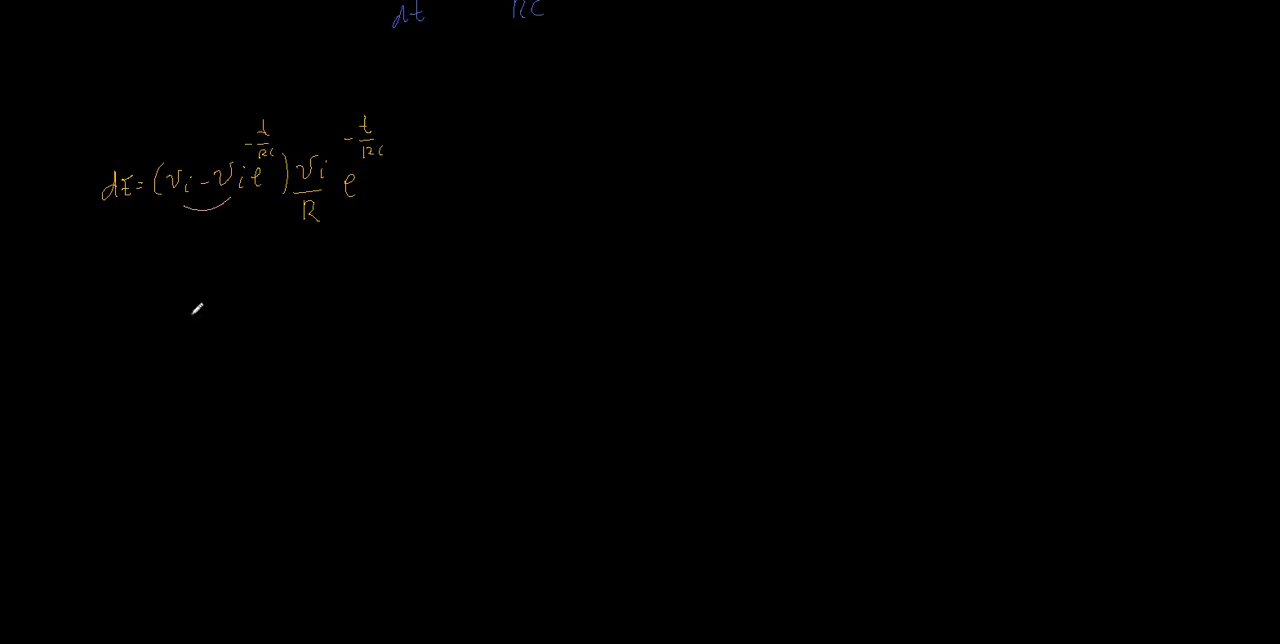 dt RC
dE = (vi - vi e^{-t/RC}) vi/R e^{-t/RC}